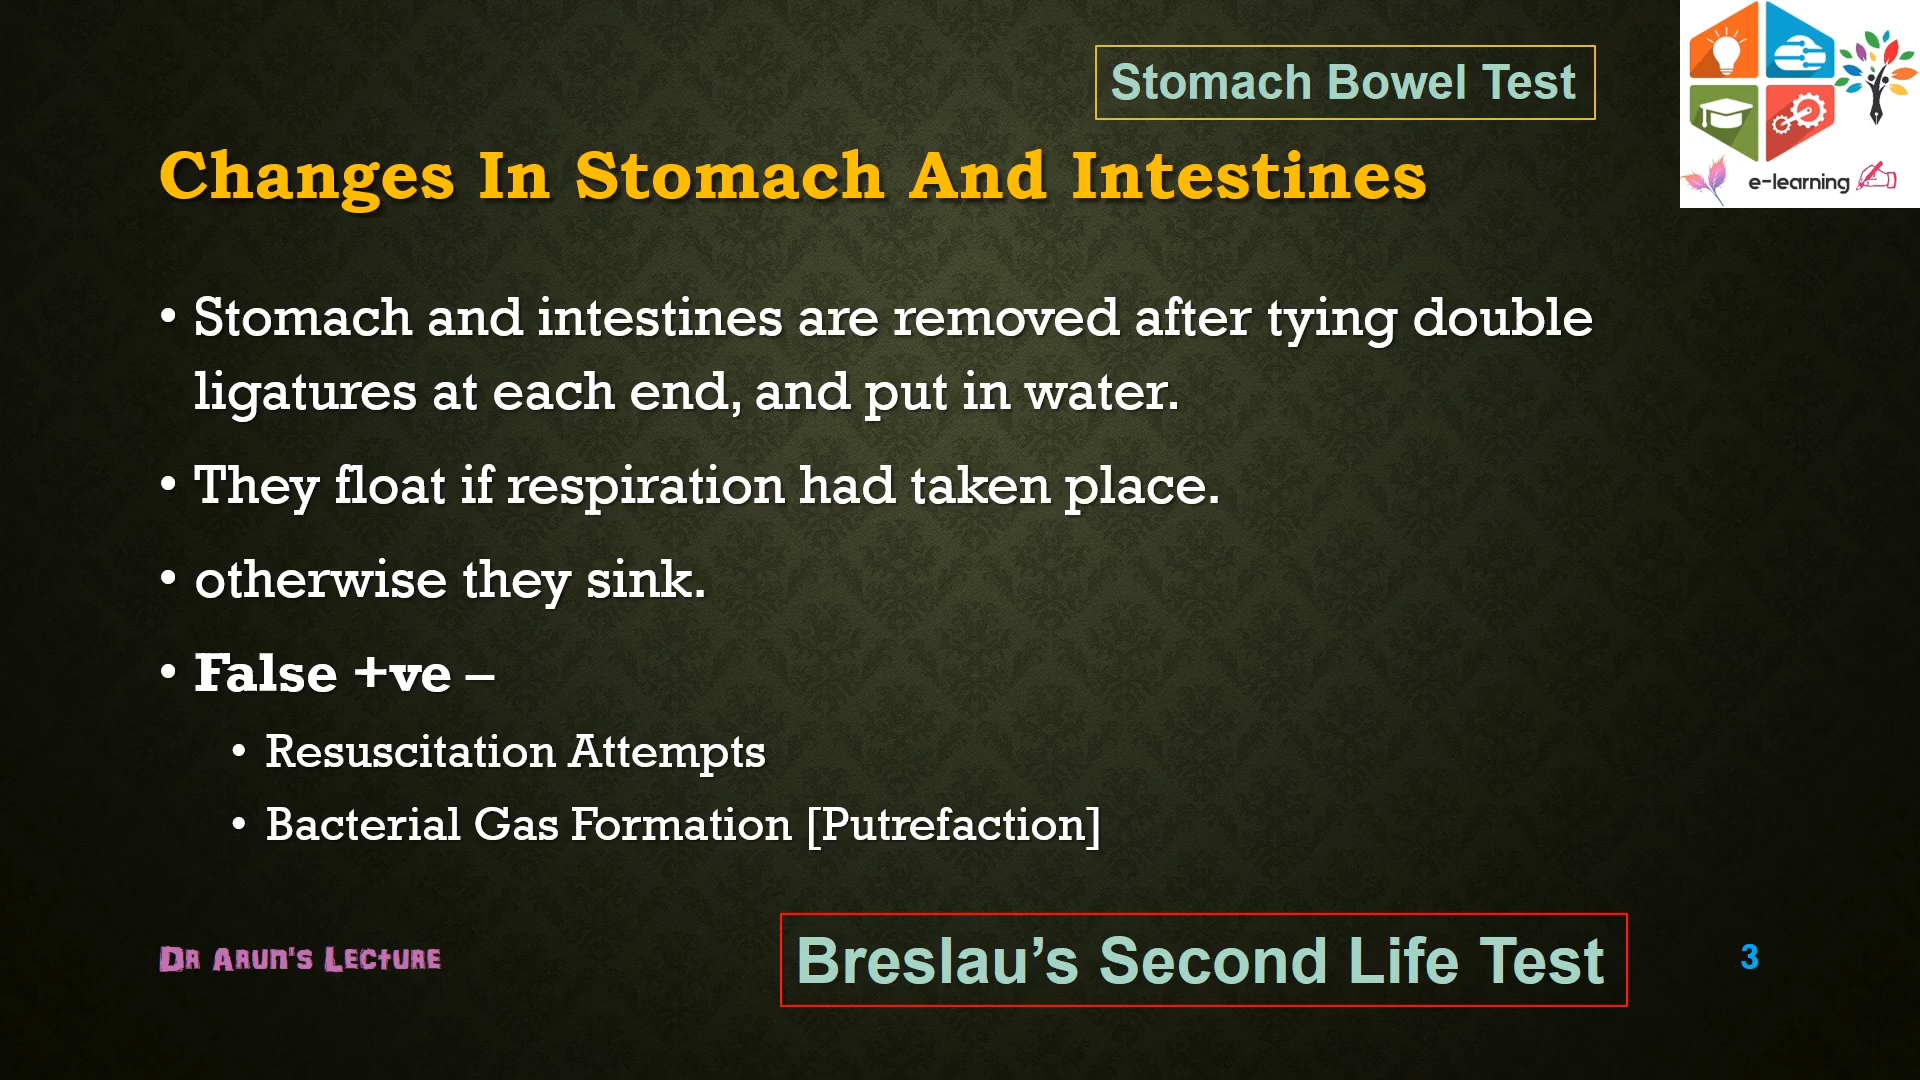 Stomach Bowel Test
e-learning
Changes In Stomach And Intestines
• Stomach and intestines are removed after tying double
ligatures at each end, and put in water.
• They float if respiration had taken place.
• otherwise they sink.
• False +ve –
• Resuscitation Attempts
• Bacterial Gas Formation [Putrefaction]
Dr Arun's Lecture
Breslau’s Second Life Test
3